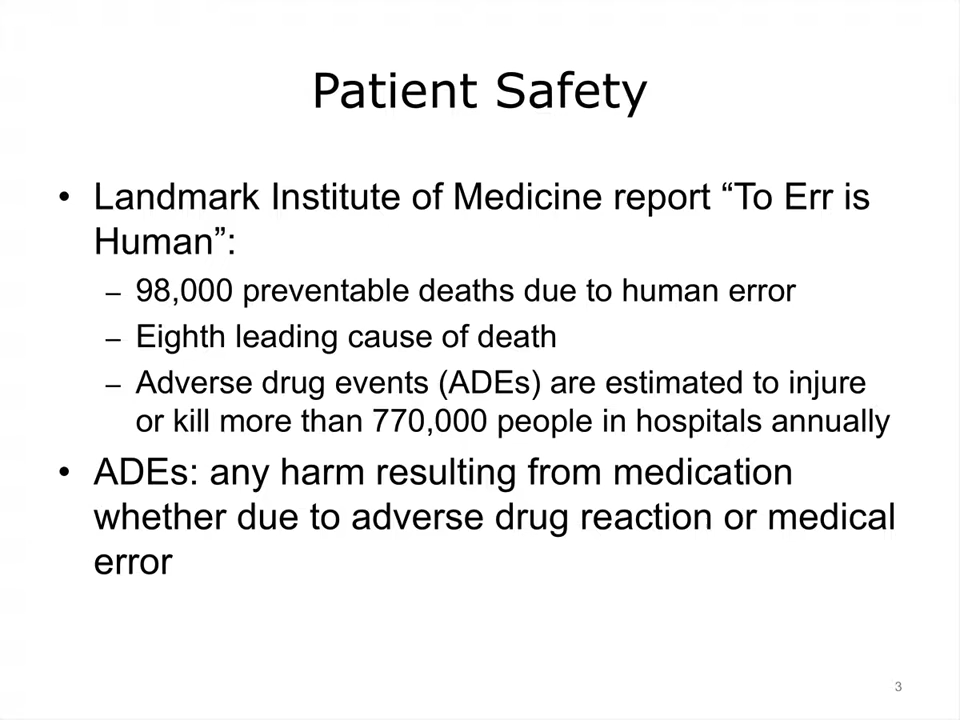 Patient Safety
• Landmark Institute of Medicine report “To Err is
Human”:
– 98,000 preventable deaths due to human error
– Eighth leading cause of death
– Adverse drug events (ADEs) are estimated to injure
or kill more than 770,000 people in hospitals annually
• ADEs: any harm resulting from medication
whether due to adverse drug reaction or medical
error
3